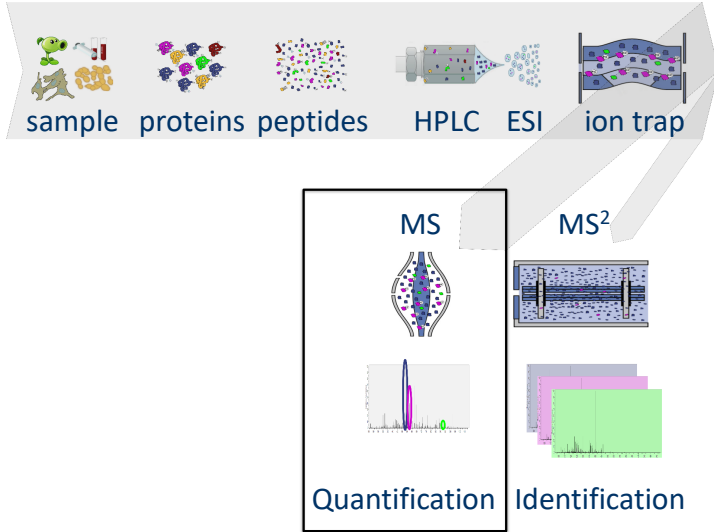 sample proteins peptides HPLC ESI ion trap
MS MS²
Quantification Identification